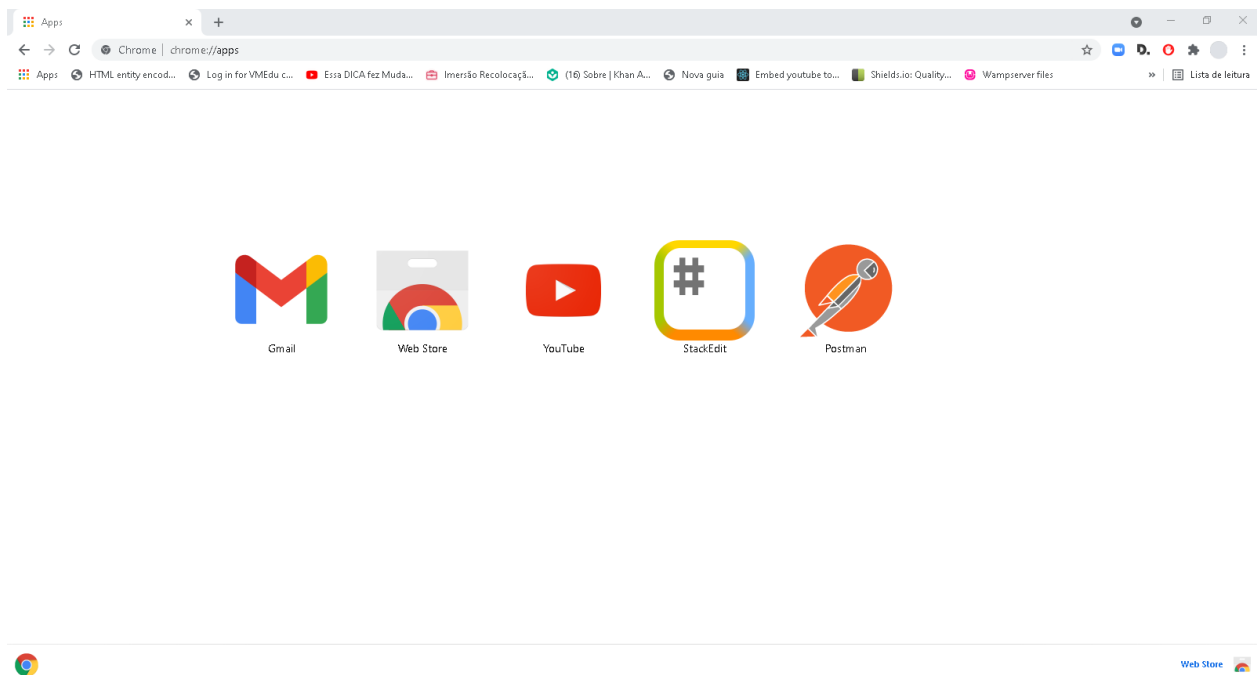 Apps
Chrome | chrome://apps
Apps HTML entity encod... Log in for VMEdu c... Essa DICA fez Muda... Imersão Recolocaçã... (16) Sobre | Khan A... Nova guia Embed youtube to... Shields.io: Quality... Wampserver files » Lista de leitura
Gmail Web Store YouTube StackEdit Postman
Web Store